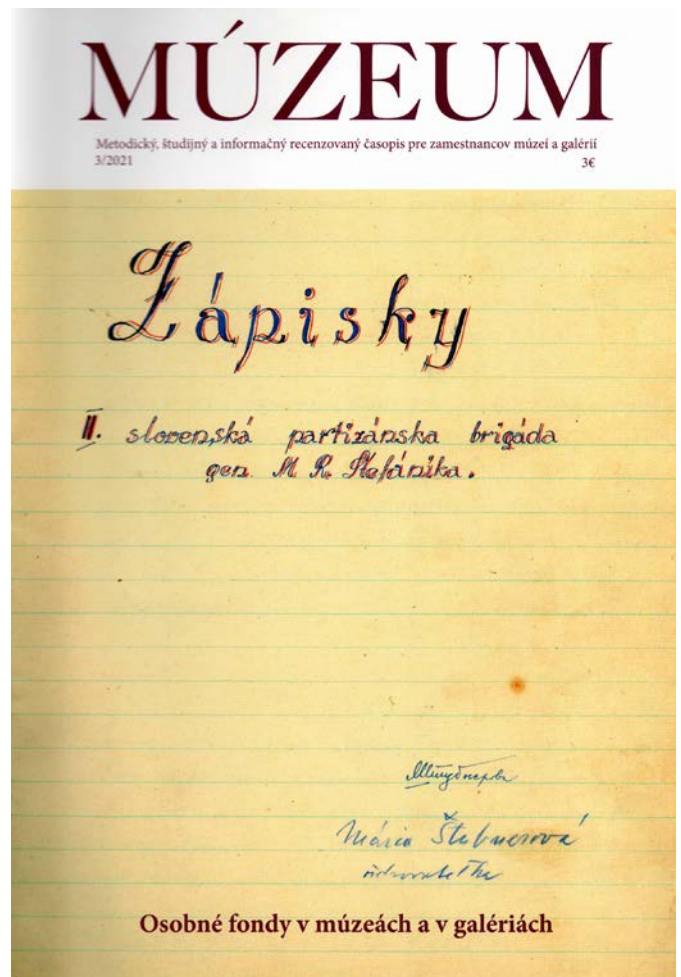 MÚZEUM
Metodický, študijný a informačný recenzovaný časopis pre zamestnancov múzeí a galérií
3/2021
3€
Zápisky
II. slovenská partizánska brigáda
gen. M. R. Štefánika.
Mária Štubnerová
Osobné fondy v múzeách a v galériách